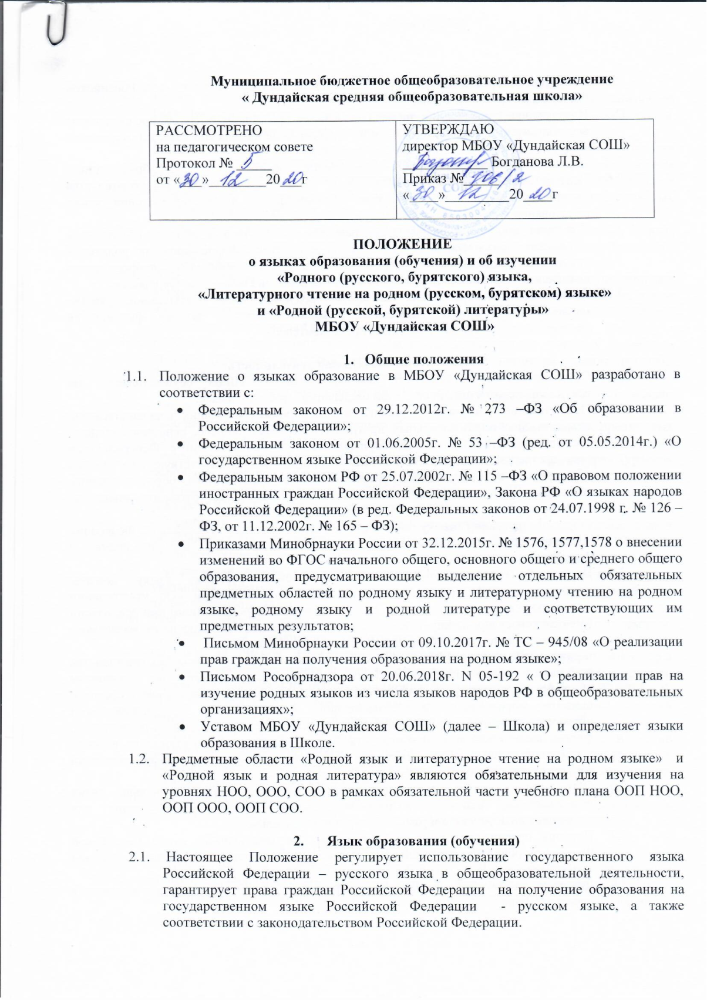 Муниципальное бюджетное общеобразовательное учреждение
« Дундайская средняя общеобразовательная школа»
РАССМОТРЕНО
на педагогическом совете
Протокол № 5
от «30» 12 2020г
УТВЕРЖДАЮ
директор МБОУ «Дундайская СОШ»
Богданова Л.В.
Приказ № 106/2
«30» 12 2020г
ПОЛОЖЕНИЕ
о языках образования (обучения) и об изучении
«Родного (русского, бурятского) языка,
«Литературного чтение на родном (русском, бурятском) языке»
и «Родной (русской, бурятской) литературы»
МБОУ «Дундайская СОШ»
1. Общие положения
1.1. Положение о языках образование в МБОУ «Дундайская СОШ» разработано в
соответствии с:
• Федеральным законом от 29.12.2012г. № 273 –ФЗ «Об образовании в
Российской Федерации»;
• Федеральным законом от 01.06.2005г. № 53 –ФЗ (ред. от 05.05.2014г.) «О
государственном языке Российской Федерации»;
• Федеральным законом РФ от 25.07.2002г. № 115 –ФЗ «О правовом положении
иностранных граждан Российской Федерации», Закона РФ «О языках народов
Российской Федерации» (в ред. Федеральных законов от 24.07.1998 г. № 126 –
ФЗ, от 11.12.2002г. № 165 – ФЗ);
• Приказами Минобрнауки России от 32.12.2015г. № 1576, 1577,1578 о внесении
изменений во ФГОС начального общего, основного общего и среднего общего
образования, предусматривающие выделение отдельных обязательных
предметных областей по родному языку и литературному чтению на родном
языке, родному языку и родной литературе и соответствующих им
предметных результатов;
• Письмом Минобрнауки России от 09.10.2017г. № ТС – 945/08 «О реализации
прав граждан на получения образования на родном языке»;
• Письмом Рособрнадзора от 20.06.2018г. N 05-192 « О реализации прав на
изучение родных языков из числа языков народов РФ в общеобразовательных
организациях»;
• Уставом МБОУ «Дундайская СОШ» (далее – Школа) и определяет языки
образования в Школе.
1.2. Предметные области «Родной язык и литературное чтение на родном языке» и
«Родной язык и родная литература» являются обязательными для изучения на
уровнях НОО, ООО, СОО в рамках обязательной части учебного плана ООП НОО,
ООП ООО, ООП СОО.
2. Язык образования (обучения)
2.1. Настоящее Положение регулирует использование государственного языка
Российской Федерации – русского языка в общеобразовательной деятельности,
гарантирует права граждан Российской Федерации на получение образования на
государственном языке Российской Федерации - русском языке, а также
соответствии с законодательством Российской Федерации.